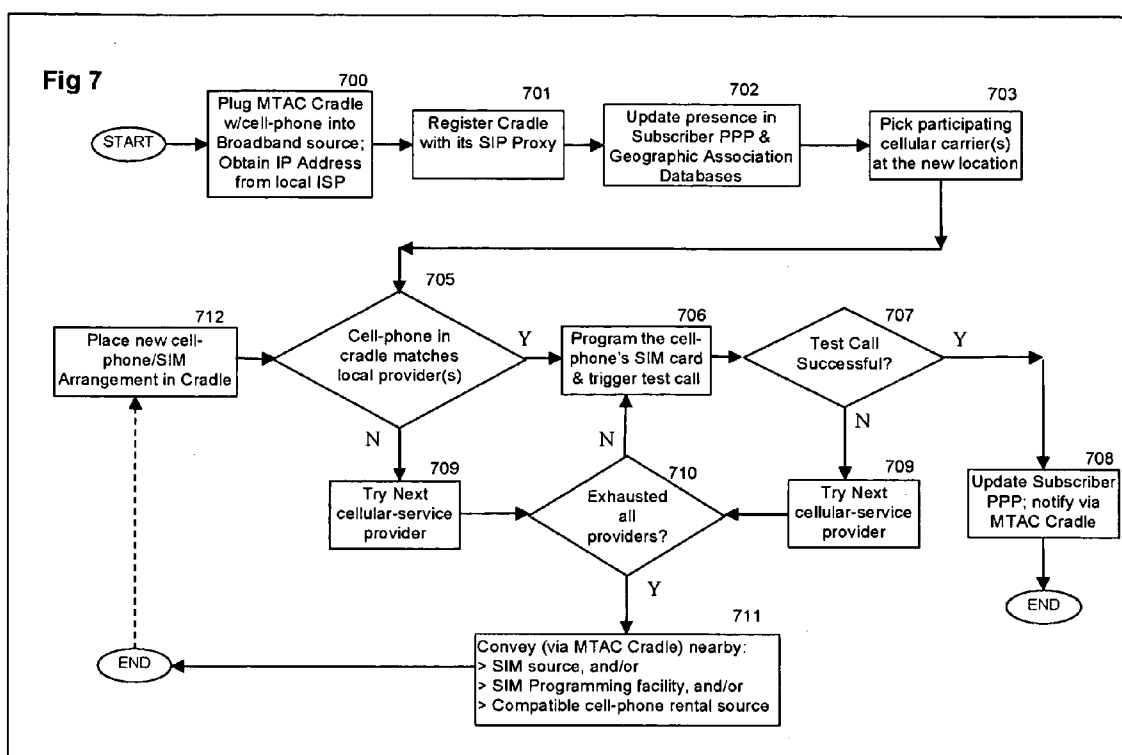 Fig 7
START
700
Plug MTAC Cradle
w/cell-phone into
Broadband source;
Obtain IP Address
from local ISP
701
Register Cradle
with its SIP Proxy
702
Update presence in
Subscriber PPP &
Geographic Association
Databases
703
Pick participating
cellular carrier(s)
at the new location
712
Place new cell-
phone/SIM
Arrangement in Cradle
705
Cell-phone in
cradle matches
local provider(s)
Y
N
706
Program the cell-
phone's SIM card
& trigger test call
707
Test Call
Successful?
Y
N
709
Try Next
cellular-service
provider
N
710
Exhausted
all
providers?
Y
709
Try Next
cellular-service
provider
708
Update Subscriber
PPP; notify via
MTAC Cradle
END
711
Convey (via MTAC Cradle) nearby:
> SIM source, and/or
> SIM Programming facility, and/or
> Compatible cell-phone rental source
END